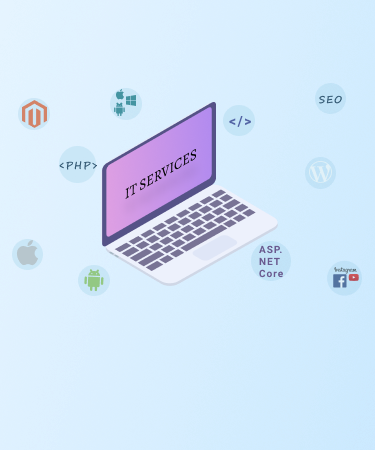 SEO
</>
<PHP>
IT SERVICES
ASP.
NET
Core
Instagram